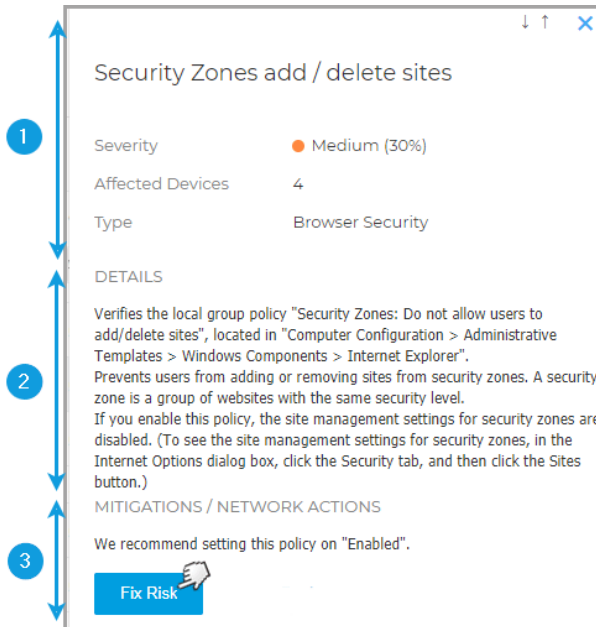 ↓ ↑ ×
Security Zones add / delete sites
1
Severity Medium (30%)
Affected Devices 4
Type Browser Security
DETAILS
Verifies the local group policy "Security Zones: Do not allow users to
add/delete sites", located in "Computer Configuration > Administrative
Templates > Windows Components > Internet Explorer".
2
Prevents users from adding or removing sites from security zones. A security
zone is a group of websites with the same security level.
If you enable this policy, the site management settings for security zones are
disabled. (To see the site management settings for security zones, in the
Internet Options dialog box, click the Security tab, and then click the Sites
button.)
MITIGATIONS / NETWORK ACTIONS
3
We recommend setting this policy on "Enabled".
Fix Risk